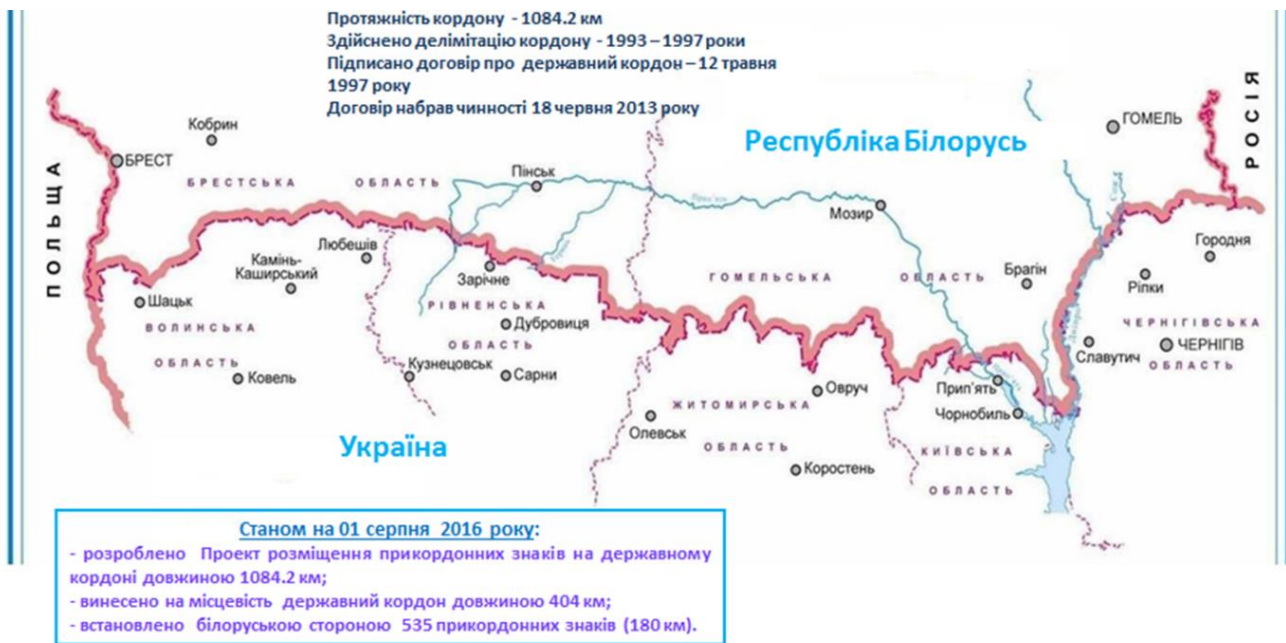 Протяжність кордону - 1084.2 км
Здійснено делімітацію кордону - 1993 – 1997 роки
Підписано договір про державний кордон – 12 травня
1997 року
Договір набрав чинності 18 червня 2013 року
ПОЛЬЩА
РОСІЯ
Республіка Білорусь
Кобрин
БРЕСТ
ГОМЕЛЬ
БРЕСТСЬКА ОБЛАСТЬ
Пінськ
Мозир
Любешів
Камінь-
Каширський
Зарічне
ГОМЕЛЬСЬКА ОБЛАСТЬ
Брагін
Городня
Ріпки
Шацьк
ВОЛИНСЬКА
ОБЛАСТЬ
РІВНЕНСЬКА
ОБЛАСТЬ
Дубровиця
ЧЕРНІГІВСЬКА
ОБЛАСТЬ
Славутич
ЧЕРНІГІВ
Ковель
Кузнецовськ
Сарни
Овруч
Прип'ять
Чорнобиль
ЖИТОМИРСЬКА
ОБЛАСТЬ
Олевськ
Коростень
КИЇВСЬКА
ОБЛАСТЬ
Україна
Станом на 01 серпня 2016 року:
- розроблено Проект розміщення прикордонних знаків на державному
кордоні довжиною 1084.2 км;
- винесено на місцевість державний кордон довжиною 404 км;
- встановлено білоруською стороною 535 прикордонних знаків (180 км).